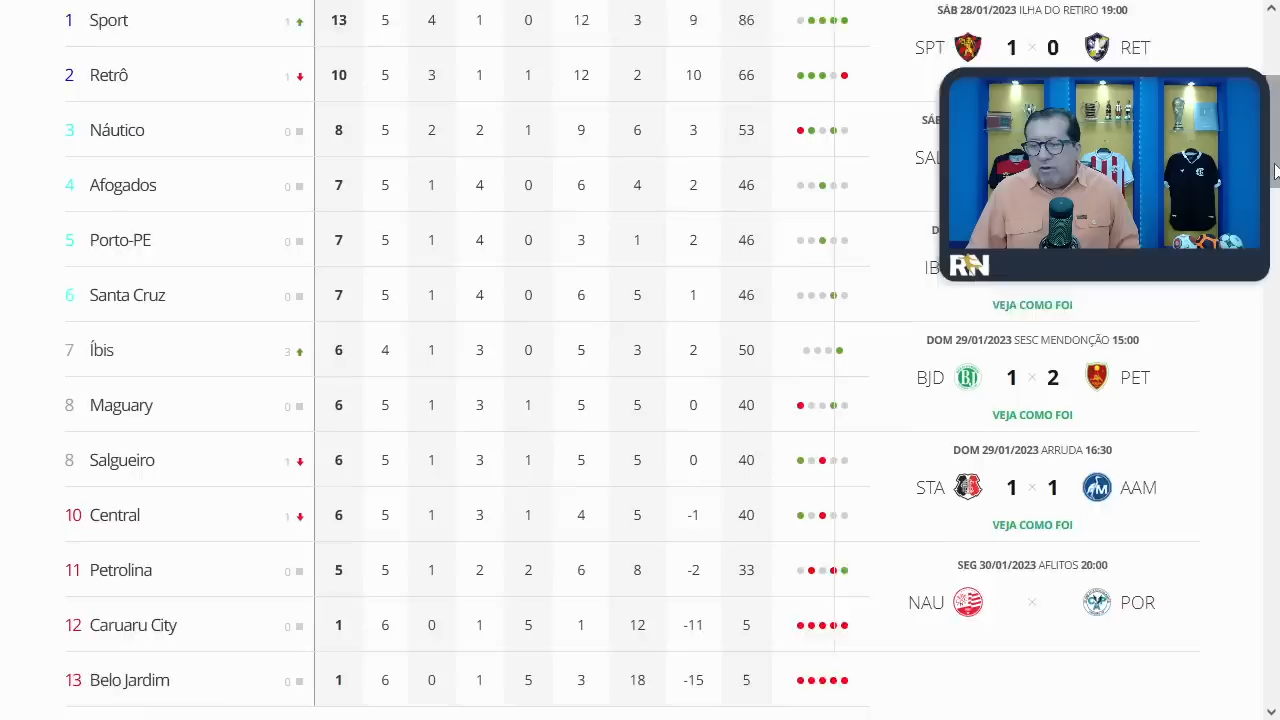 1 Sport 1 13 5 4 1 0 12 3 9 86
2 Retrô 1 10 5 3 1 1 12 2 10 66
3 Náutico 0 8 5 2 2 1 9 6 3 53
4 Afogados 0 7 5 1 4 0 6 4 2 46
5 Porto-PE 0 7 5 1 4 0 3 1 2 46
6 Santa Cruz 0 7 5 1 4 0 6 5 1 46
7 Íbis 3 6 4 1 3 0 5 3 2 50
8 Maguary 0 6 5 1 3 1 5 5 0 40
8 Salgueiro 1 6 5 1 3 1 5 5 0 40
10 Central 1 6 5 1 3 1 4 5 -1 40
11 Petrolina 0 5 5 1 2 2 6 8 -2 33
12 Caruaru City 0 1 6 0 1 5 1 12 -11 5
13 Belo Jardim 0 1 6 0 1 5 3 18 -15 5
SÁB 28/01/2023 ILHA DO RETIRO 19:00
SPT 1 × 0 RET
SÁB
SAL
D
IB
RN
VEJA COMO FOI
DOM 29/01/2023 SESC MENDONÇÃO 15:00
BJD 1 × 2 PET
VEJA COMO FOI
DOM 29/01/2023 ARRUDA 16:30
STA 1 × 1 AAM
VEJA COMO FOI
SEG 30/01/2023 AFLITOS 20:00
NAU × POR